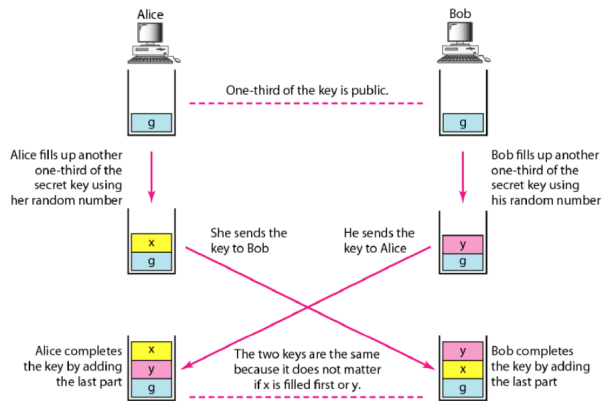 Alice
Bob
One-third of the key is public.
g
g
Alice fills up another
one-third of the
secret key using
her random number
Bob fills up another
one-third of the
secret key using
his random number
x
g
She sends the
key to Bob
He sends the
key to Alice
y
g
Alice completes
the key by adding
the last part
x
y
g
The two keys are the same
because it does not matter
if x is filled first or y.
y
x
g
Bob completes
the key by adding
the last part